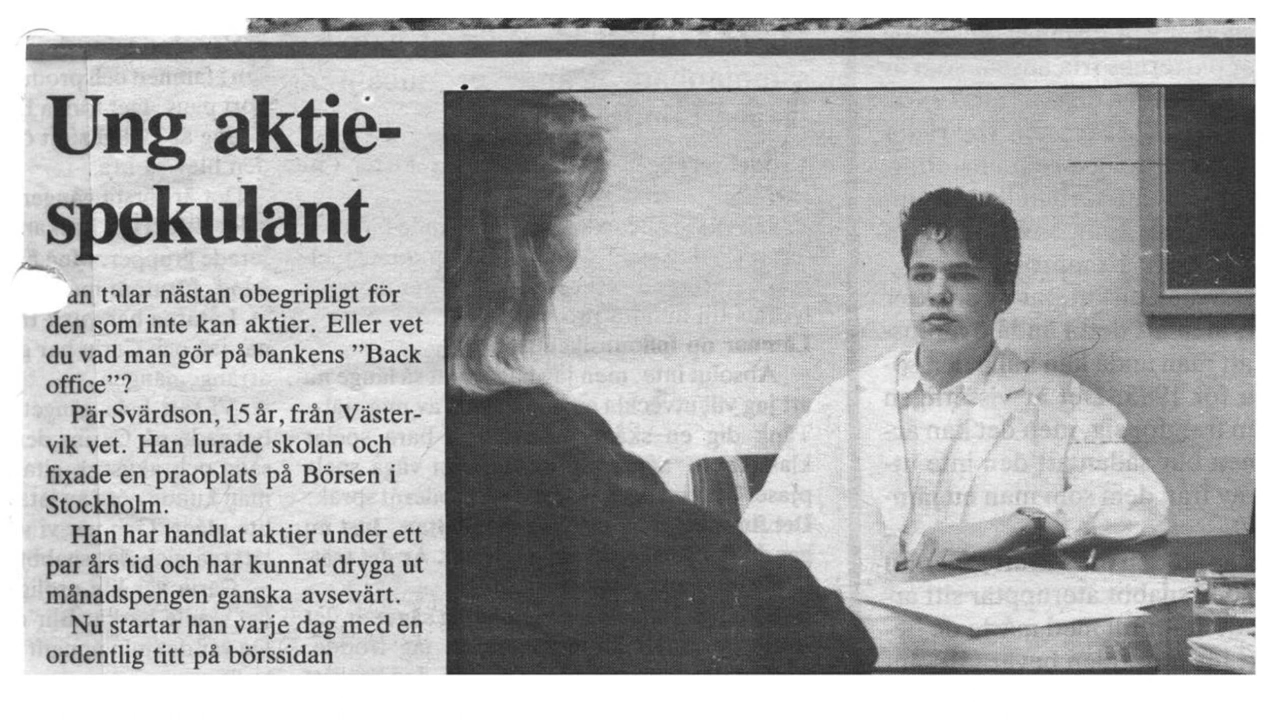 Ung aktie-
spekulant
an talar nästan obegripligt för
den som inte kan aktier. Eller vet
du vad man gör på bankens ”Back
office”?
Pär Svärdson, 15 år, från Väster-
vik vet. Han lurade skolan och
fixade en praoplats på Börsen i
Stockholm.
Han har handlat aktier under ett
par års tid och har kunnat dryga ut
månadspengen ganska avsevärt.
Nu startar han varje dag med en
ordentlig titt på börssidan